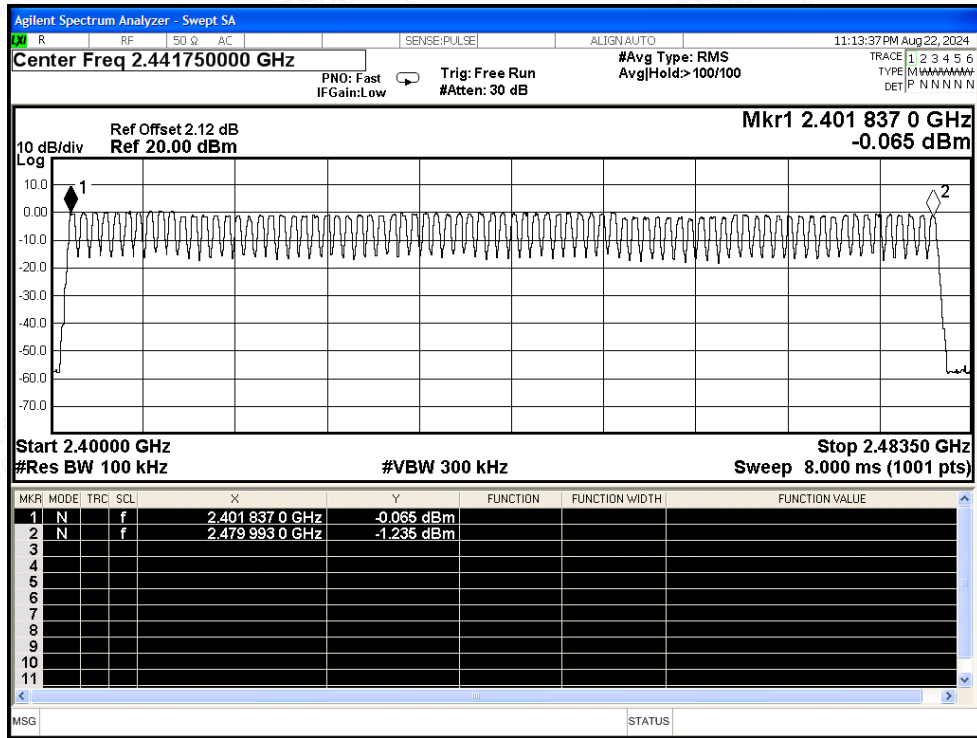 Agilent Spectrum Analyzer - Swept SA
LXI R RF 50 Ω AC SENSE:PULSE ALIGN AUTO 11:13:37 PM Aug 22, 2024
Center Freq 2.441750000 GHz
PNO: Fast
IFGain:Low
Trig: Free Run
#Atten: 30 dB
#Avg Type: RMS
Avg|Hold:>100/100
TRACE 1 2 3 4 5 6
TYPE M WWWWW
DET P N N N N N
Ref Offset 2.12 dB
10 dB/div Ref 20.00 dBm
Log
Mkr1 2.401 837 0 GHz
-0.065 dBm
10.0
0.00
-10.0
-20.0
-30.0
-40.0
-50.0
-60.0
-70.0
1
2
Start 2.40000 GHz Stop 2.48350 GHz
#Res BW 100 kHz #VBW 300 kHz Sweep 8.000 ms (1001 pts)
MKR MODE TRC SCL X Y FUNCTION FUNCTION WIDTH FUNCTION VALUE
1 N f 2.401 837 0 GHz -0.065 dBm
2 N f 2.479 993 0 GHz -1.235 dBm
3
4
5
6
7
8
9
10
11
MSG STATUS